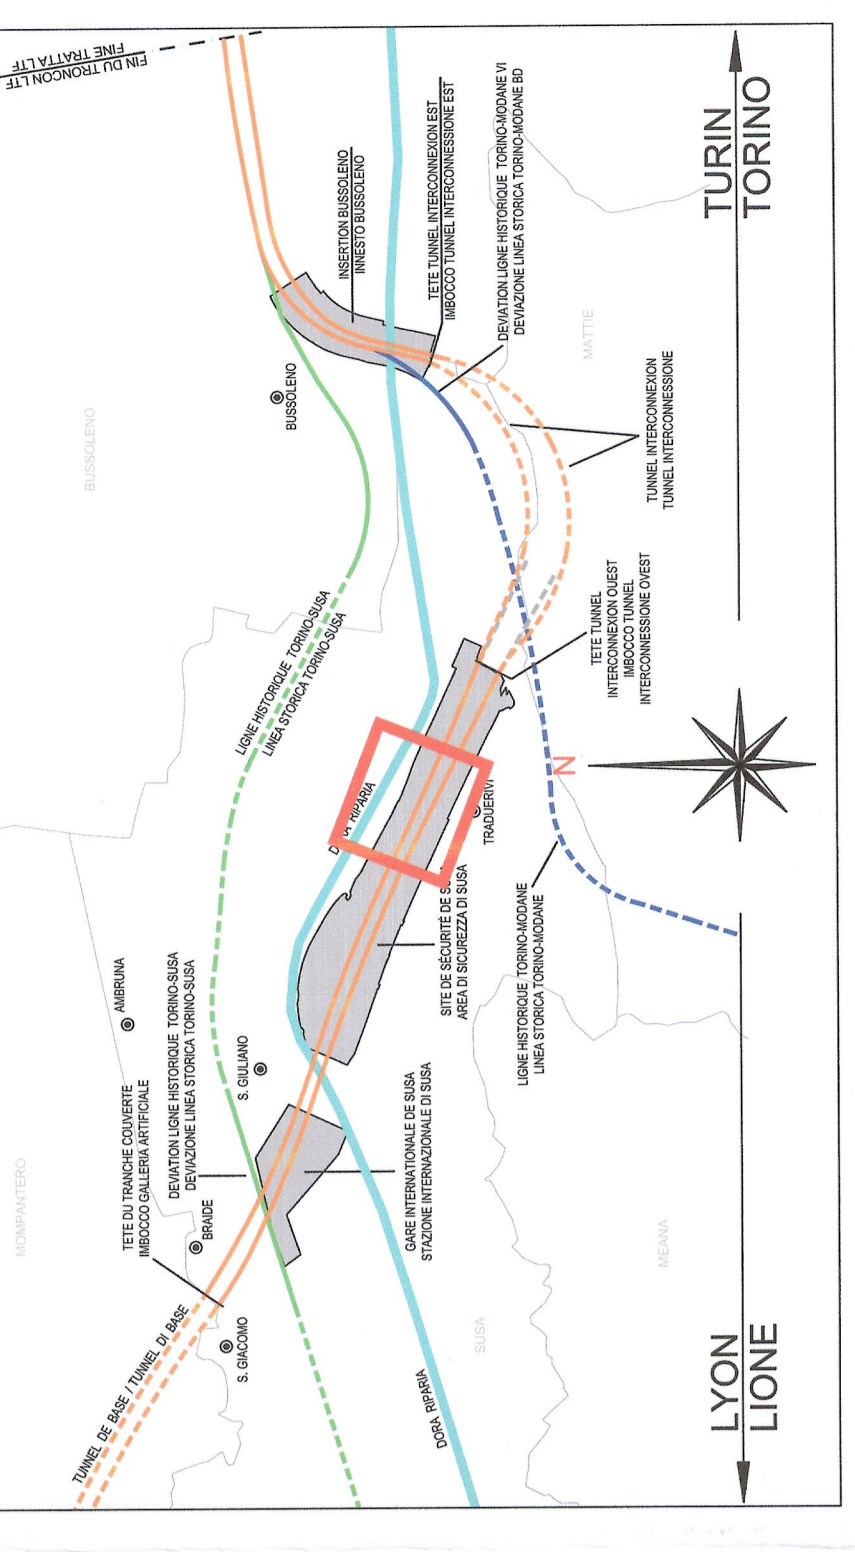 FIN DU TRONCON LTF
FINE TRATTA LTF
MOMPANTERO
BUSSOLENO
TUNNEL DE BASE / TUNNEL DI BASE
TETE DU TRANCHE COUVERTE
IMBOCCO GALLERIA ARTIFICIALE
BRAIDE
S. GIACOMO
AMBRUNA
DEVIATION LIGNE HISTORIQUE TORINO-SUSA
DEVIAZIONE LINEA STORICA TORINO-SUSA
S. GIULIANO
LIGNE HISTORIQUE TORINO-SUSA
LINEA STORICA TORINO-SUSA
BUSSOLENO
INSERTION BUSSOLENO
INNESTO BUSSOLENO
DORA RIPARIA
GARE INTERNATIONALE DE SUSA
STAZIONE INTERNAZIONALE DI SUSA
DORA RIPARIA
TETE TUNNEL INTERCONNEXION EST
IMBOCCO TUNNEL INTERCONNESSIONE EST
SITE DE SÉCURITÉ DE SUSA
AREA DI SICUREZZA DI SUSA
TRADUERIVI
SUSA
DEVIATION LIGNE HISTORIQUE TORINO-MODANE VI
DEVIAZIONE LINEA STORICA TORINO-MODANE BD
LIGNE HISTORIQUE TORINO-MODANE
LINEA STORICA TORINO-MODANE
N
TETE TUNNEL
INTERCONNEXION OUEST
IMBOCCO TUNNEL
INTERCONNESSIONE OVEST
MATTIE
TUNNEL INTERCONNEXION
TUNNEL INTERCONNESSIONE
MEANA
LYON
LIONE
TURIN
TORINO